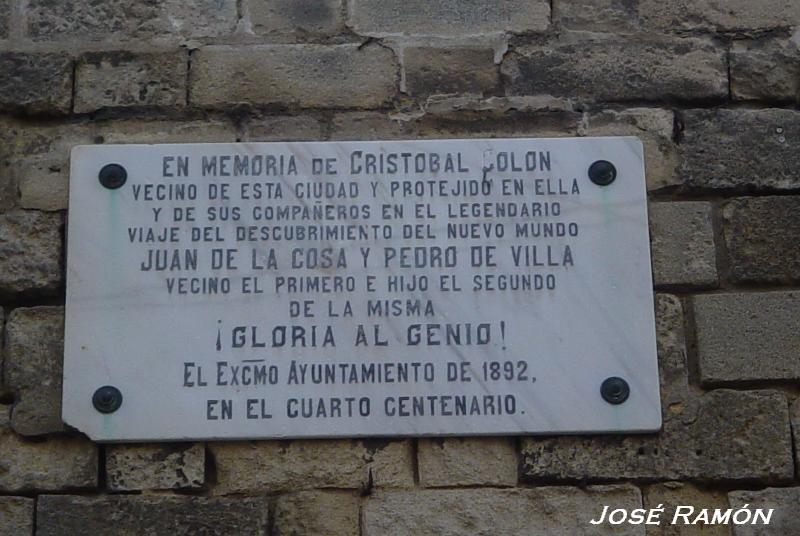 EN MEMORIA DE CRISTOBAL COLON
VECINO DE ESTA CIUDAD Y PROTEJIDO EN ELLA
Y DE SUS COMPAÑEROS EN EL LEGENDARIO
VIAJE DEL DESCUBRIMIENTO DEL NUEVO MUNDO
JUAN DE LA COSA Y PEDRO DE VILLA
VECINO EL PRIMERO E HIJO EL SEGUNDO
DE LA MISMA
¡GLORIA AL GENIO!
EL EXCMO AYUNTAMIENTO DE 1892,
EN EL CUARTO CENTENARIO.
JOSÉ RAMÓN